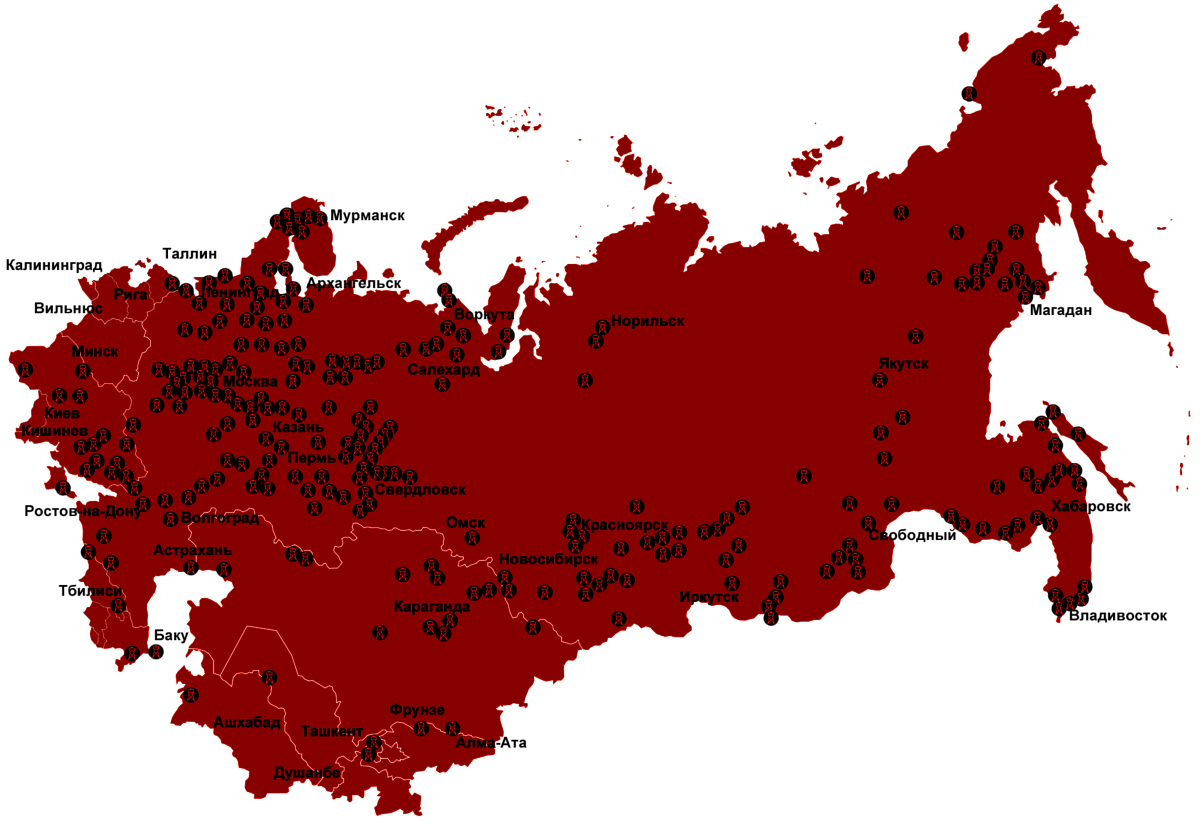 Мурманск
Таллин
Калининград
Архангельск
Рига
Ленинград
Вильнюс
Магадан
Воркута
Норильск
Минск
Якутск
Салехард
Москва
Киев
Казань
Кишинев
Пермь
Свердловск
Хабаровск
Ростов-на-Дону
Волгоград
Омск
Красноярск
Свободный
Астрахань
Новосибирск
Тбилиси
Иркутск
Караганда
Владивосток
Баку
Фрунзе
Ашхабад
Ташкент
Алма-Ата
Душанбе